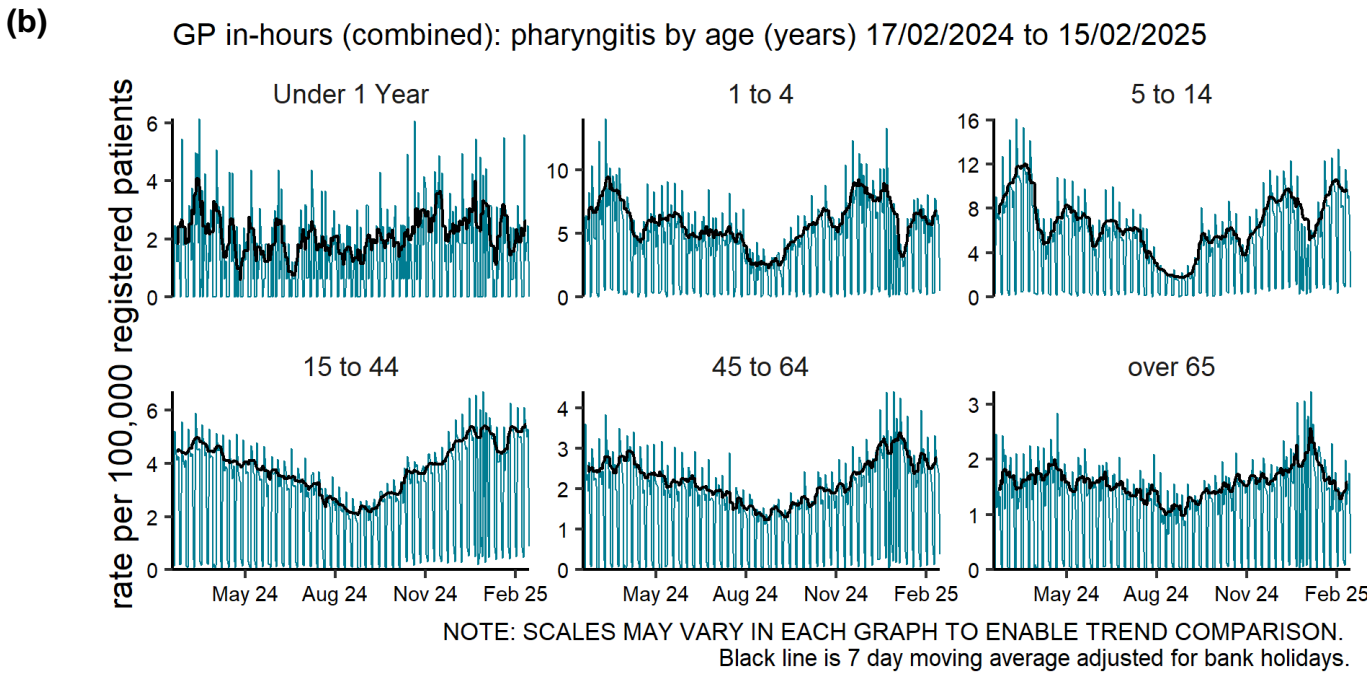 (b)
GP in-hours (combined): pharyngitis by age (years) 17/02/2024 to 15/02/2025
rate per 100,000 registered patients
Under 1 Year
6
4
2
0
1 to 4
10
5
0
5 to 14
16
12
8
4
0
15 to 44
6
4
2
0
May 24 Aug 24 Nov 24 Feb 25
45 to 64
4
3
2
1
0
May 24 Aug 24 Nov 24 Feb 25
over 65
3
2
1
0
May 24 Aug 24 Nov 24 Feb 25
NOTE: SCALES MAY VARY IN EACH GRAPH TO ENABLE TREND COMPARISON.
Black line is 7 day moving average adjusted for bank holidays.